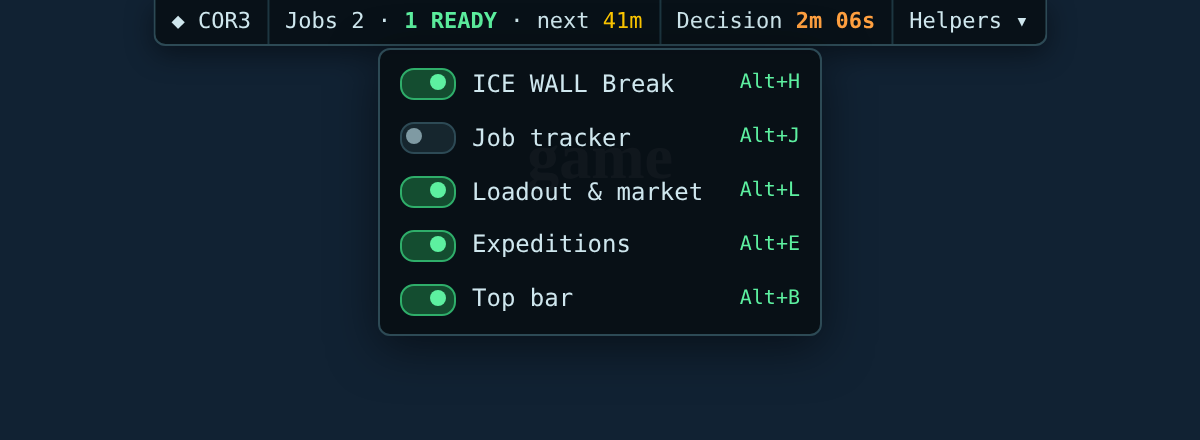 ◆ COR3 Jobs 2 · 1 READY · next 41m Decision 2m 06s Helpers ▾
ICE WALL Break Alt+H
Job tracker Alt+J
game
Loadout & market Alt+L
Expeditions Alt+E
Top bar Alt+B